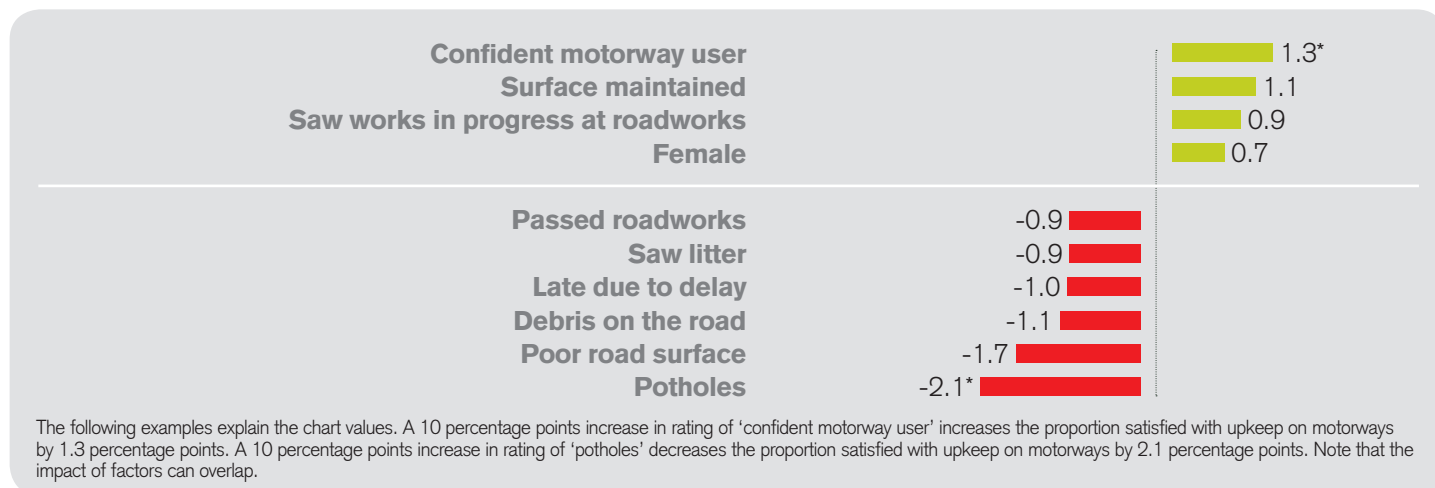 Confident motorway user 1.3*
Surface maintained 1.1
Saw works in progress at roadworks 0.9
Female 0.7
Passed roadworks -0.9
Saw litter -0.9
Late due to delay -1.0
Debris on the road -1.1
Poor road surface -1.7
Potholes -2.1*
The following examples explain the chart values. A 10 percentage points increase in rating of ‘confident motorway user’ increases the proportion satisfied with upkeep on motorways
by 1.3 percentage points. A 10 percentage points increase in rating of ‘potholes’ decreases the proportion satisfied with upkeep on motorways by 2.1 percentage points. Note that the
impact of factors can overlap.